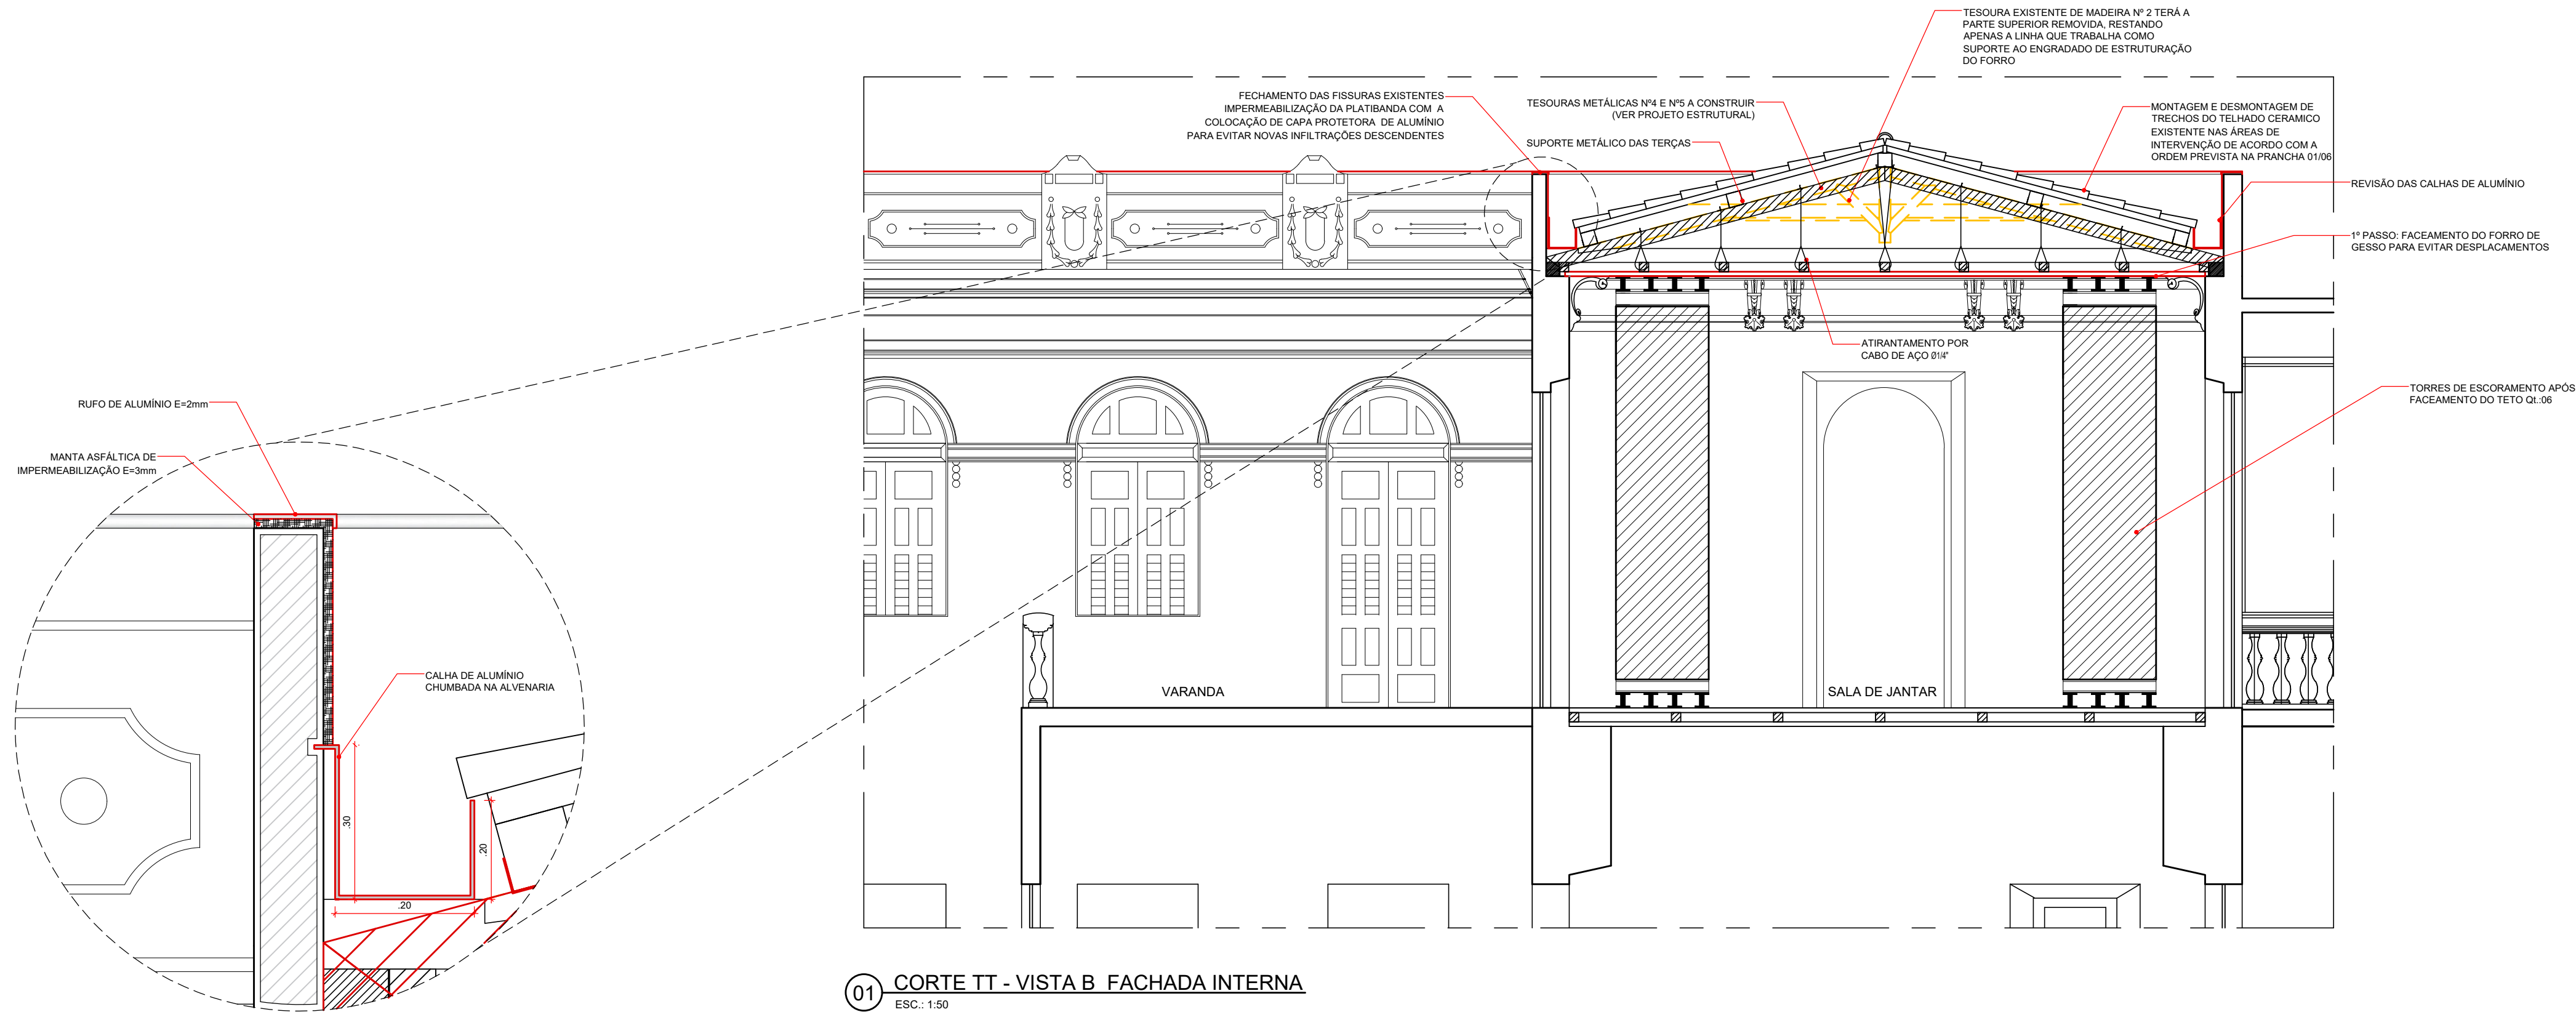 TESOURA EXISTENTE DE MADEIRA Nº 2 TERÁ A
PARTE SUPERIOR REMOVIDA, RESTANDO
APENAS A LINHA QUE TRABALHA COMO
SUPORTE AO ENGRADADO DE ESTRUTURAÇÃO
DO FORRO
FECHAMENTO DAS FISSURAS EXISTENTES
IMPERMEABILIZAÇÃO DA PLATIBANDA COM A
COLOCAÇÃO DE CAPA PROTETORA DE ALUMÍNIO
PARA EVITAR NOVAS INFILTRAÇÕES DESCENDENTES
TESOURAS METÁLICAS Nº4 E Nº5 A CONSTRUIR
(VER PROJETO ESTRUTURAL)
SUPORTE METÁLICO DAS TERÇAS
MONTAGEM E DESMONTAGEM DE
TRECHOS DO TELHADO CERAMICO
EXISTENTE NAS ÁREAS DE
INTERVENÇÃO DE ACORDO COM A
ORDEM PREVISTA NA PRANCHA 01/06
REVISÃO DAS CALHAS DE ALUMÍNIO
1º PASSO: FACEAMENTO DO FORRO DE
GESSO PARA EVITAR DESPLACAMENTOS
ATIRANTAMENTO POR
CABO DE AÇO Ø1/4"
TORRES DE ESCORAMENTO APÓS
FACEAMENTO DO TETO Qt.:06
RUFO DE ALUMÍNIO E=2mm
MANTA ASFÁLTICA DE
IMPERMEABILIZAÇÃO E=3mm
CALHA DE ALUMÍNIO
CHUMBADA NA ALVENARIA
.30
.20
.20
VARANDA
SALA DE JANTAR
01
CORTE TT - VISTA B FACHADA INTERNA
ESC.: 1:50